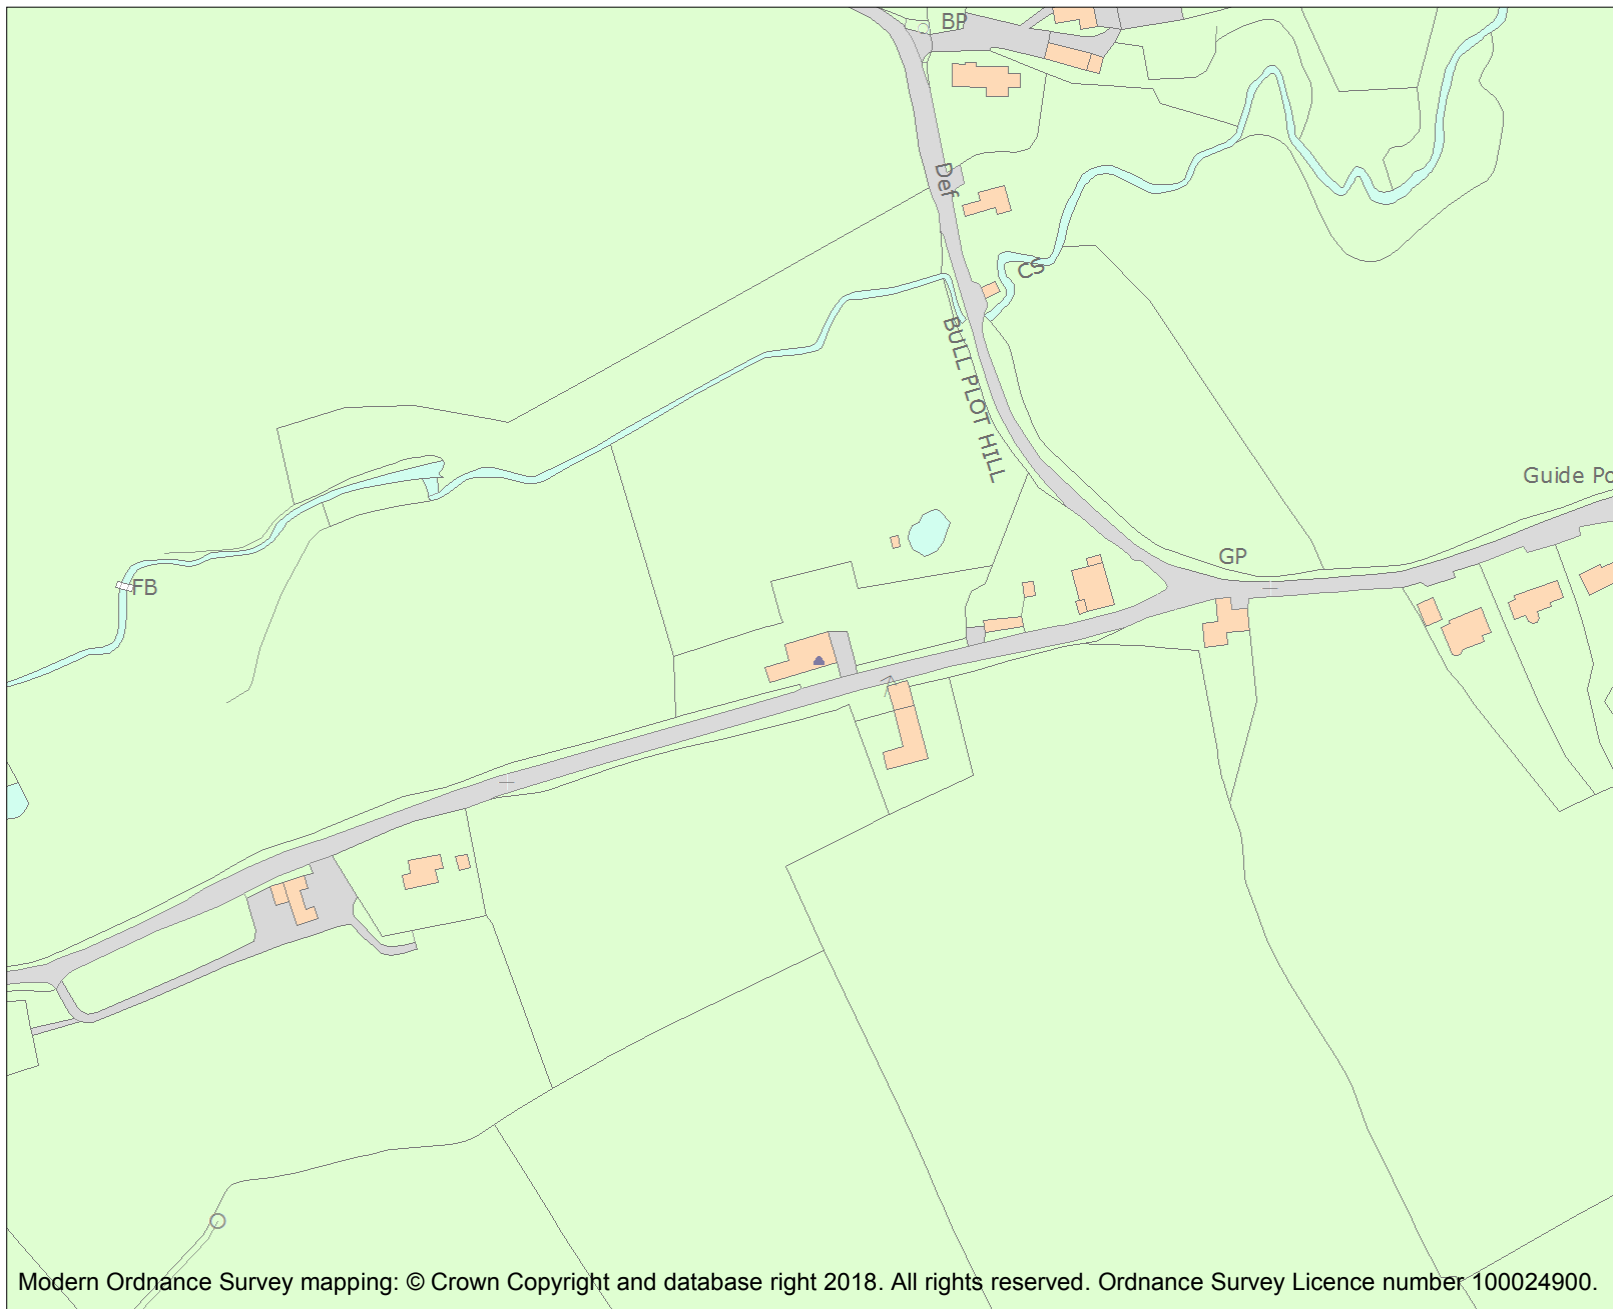 BP
Def
CS
BULL PLOT HILL
Guide Po
GP
FB
Modern Ordnance Survey mapping: © Crown Copyright and database right 2018. All rights reserved. Ordnance Survey Licence number 100024900.